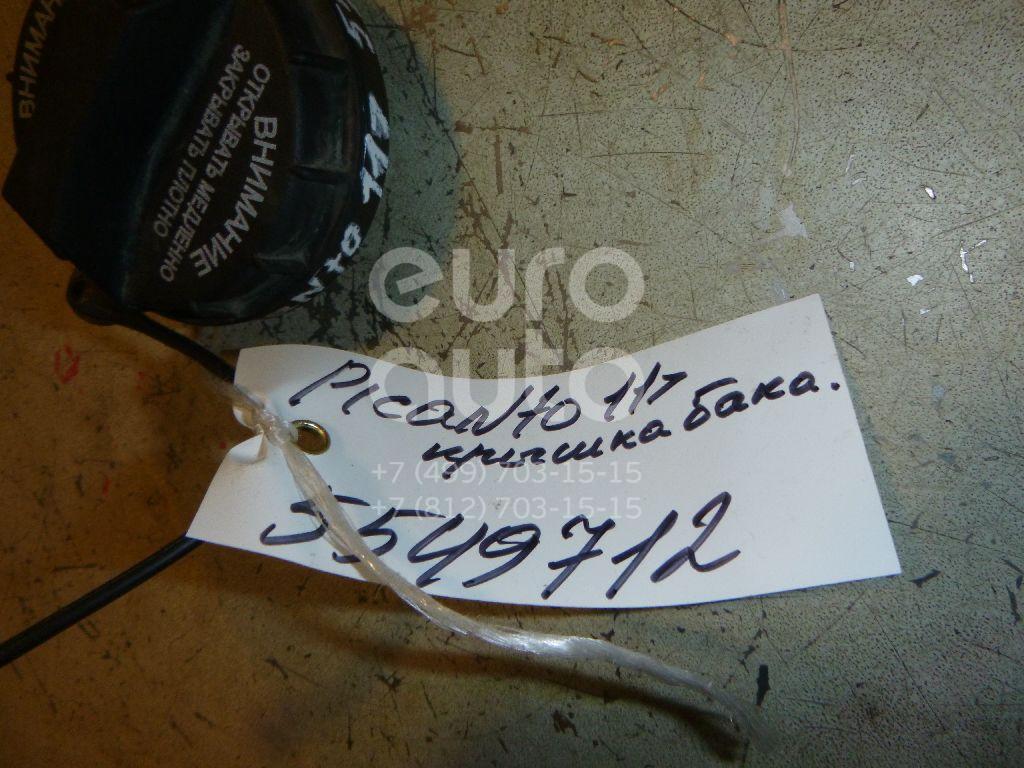 ВНИМАНИЕ
ОТКРЫВАТЬ МЕДЛЕННО
ЗАКРЫВАТЬ ПЛОТНО
euro
auto
Picanto 11>
крышка бака.
+7 (499) 703-15-15
+7 (812) 703-15-15
5549712